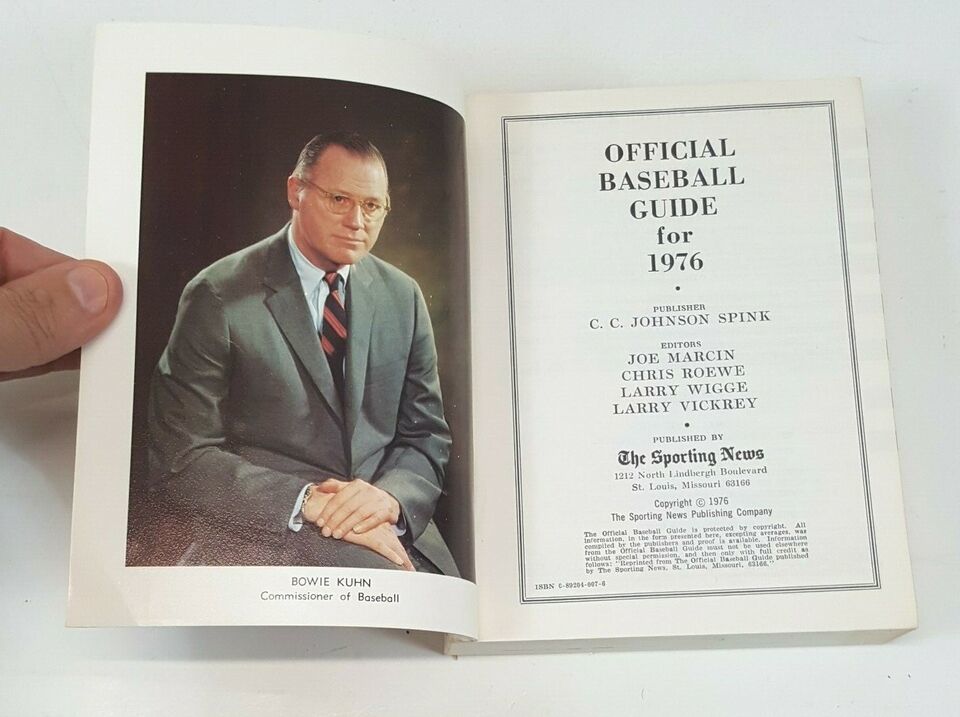 BOWIE KUHN
Commissioner of Baseball
OFFICIAL
BASEBALL
GUIDE
for
1976
•
PUBLISHER
C. C. JOHNSON SPINK
EDITORS
JOE MARCIN
CHRIS ROEWE
LARRY WIGGE
LARRY VICKREY
•
PUBLISHED BY
The Sporting News
1212 North Lindbergh Boulevard
St. Louis, Missouri 63166
Copyright © 1976
The Sporting News Publishing Company
The Official Baseball Guide is protected by copyright. All
information, in the form presented here, excepting averages, was
compiled by the publishers and proof is available. Information
from the Official Baseball Guide must not be used elsewhere
without special permission, and then only with full credit as
follows: "Reprinted from The Official Baseball Guide published
by The Sporting News, St. Louis, Missouri, 63166."
ISBN 0-89204-007-6